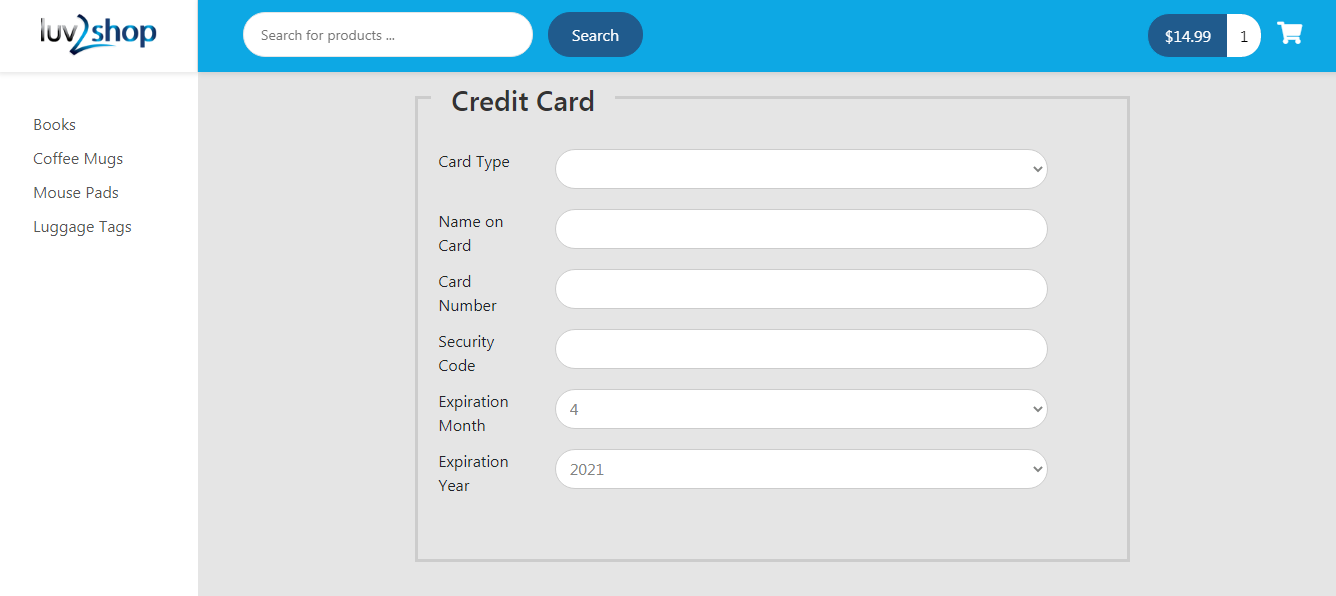 luv2shop
Search for products ...
Search
$14.99
1
Books
Coffee Mugs
Mouse Pads
Luggage Tags
Credit Card
Card Type
Name on
Card
Card
Number
Security
Code
Expiration
Month
4
Expiration
Year
2021